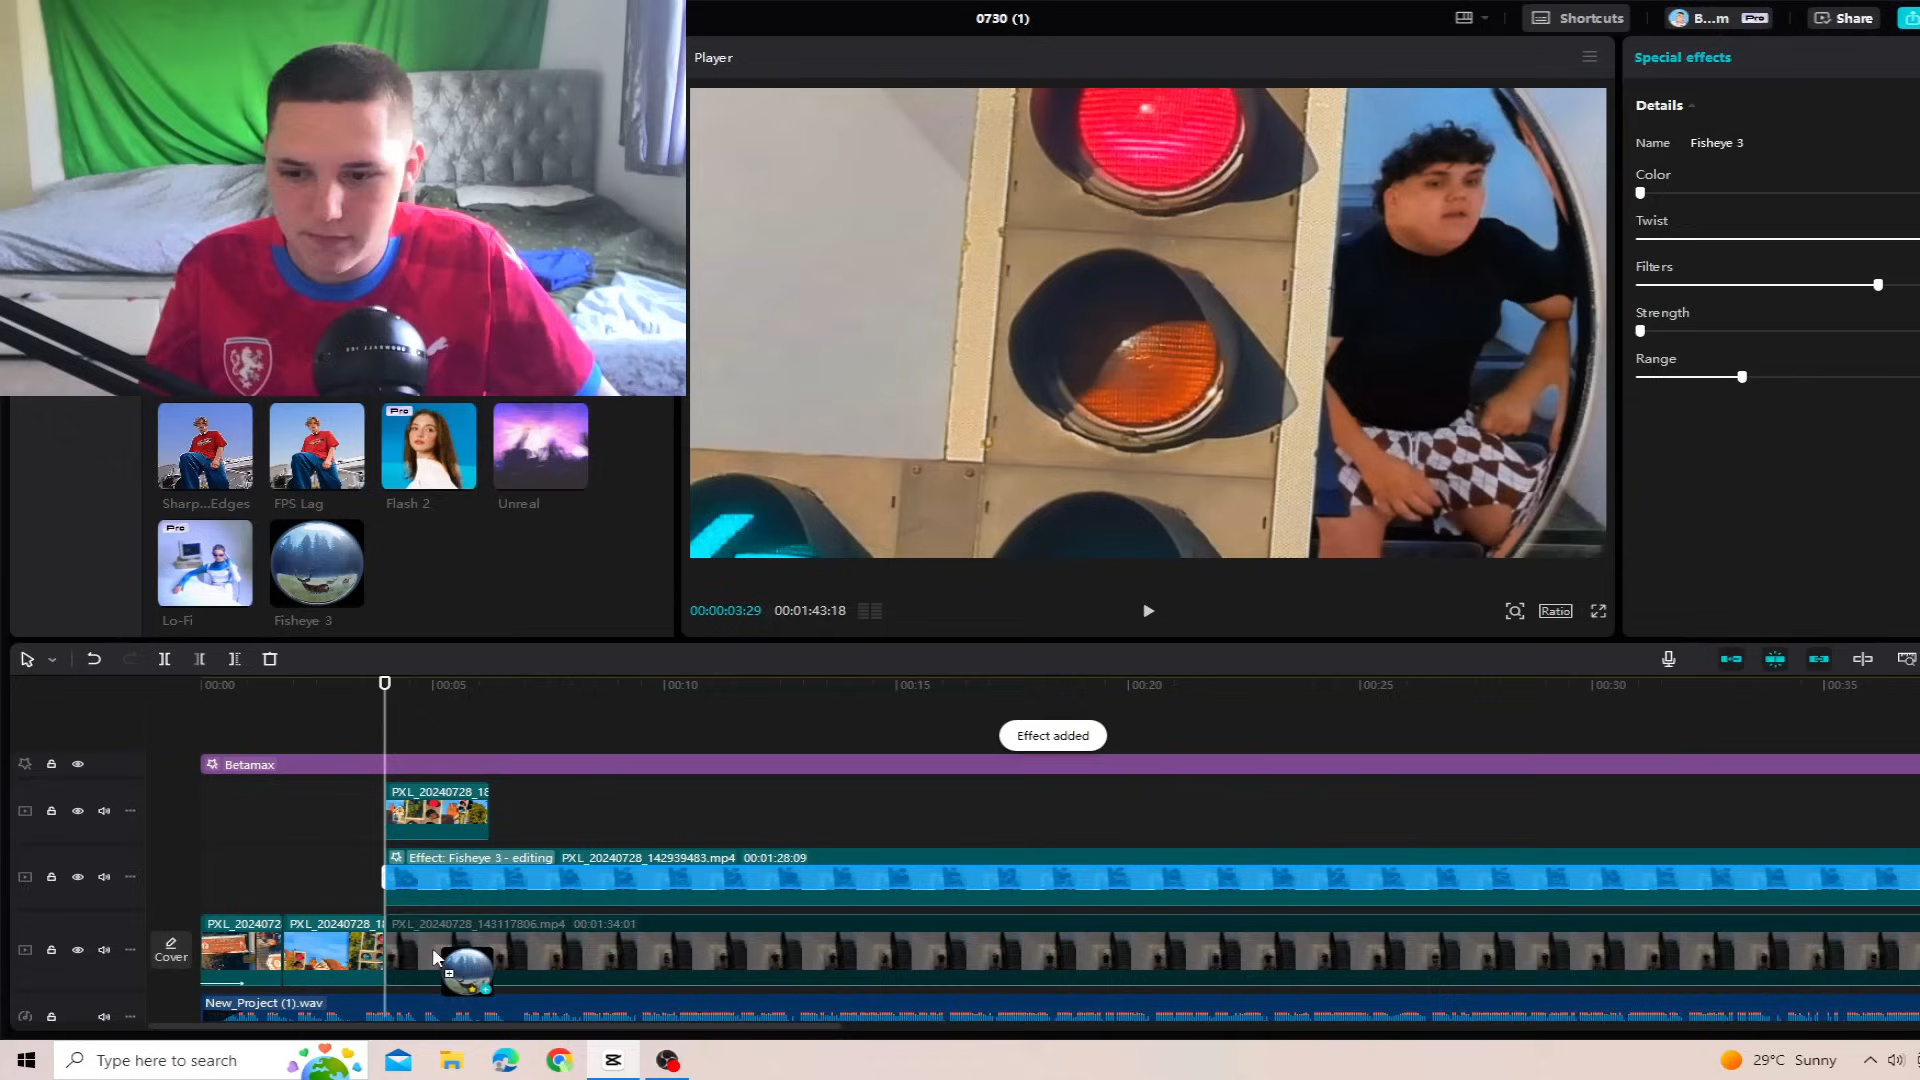 0730 (1)
Shortcuts
B...m Pro
Share
Player
Special effects
Details
Name Fisheye 3
Color
Twist
Filters
Strength
Range
Pro
Sharp...Edges
FPS Lag
Flash 2
Unreal
Pro
Lo-Fi
Fisheye 3
00:00:03:29 00:01:43:18
Ratio
00:00 00:05 00:10 00:15 00:20 00:25 00:30 00:35
Effect added
Betamax
PXL_20240728_18
Effect: Fisheye 3 - editing PXL_20240728_142939483.mp4 00:01:28:09
PXL_2024072 PXL_20240728_18 PXL_20240728_143117806.mp4 00:01:34:01
Cover
New_Project (1).wav
Type here to search
29°C Sunny